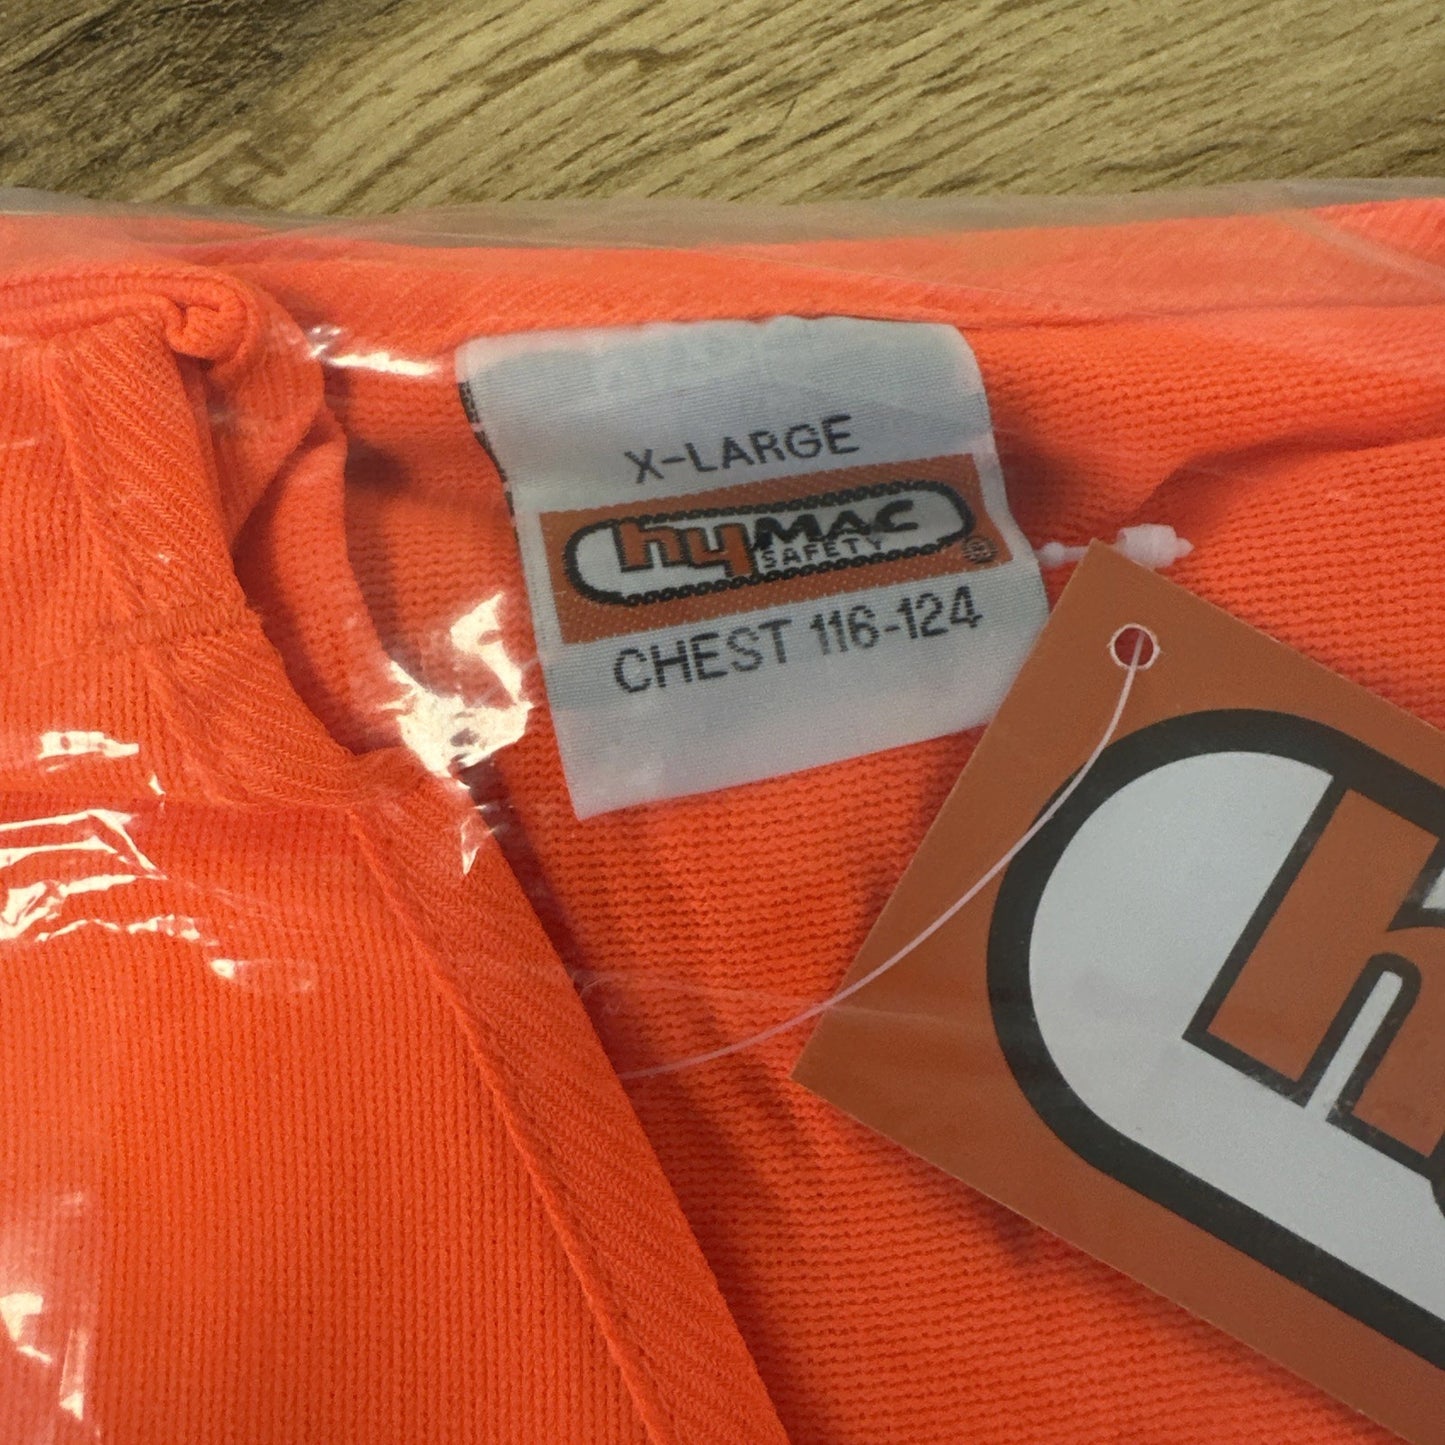 X-LARGE
hyMAC
SAFETY
®
CHEST 116-124
h